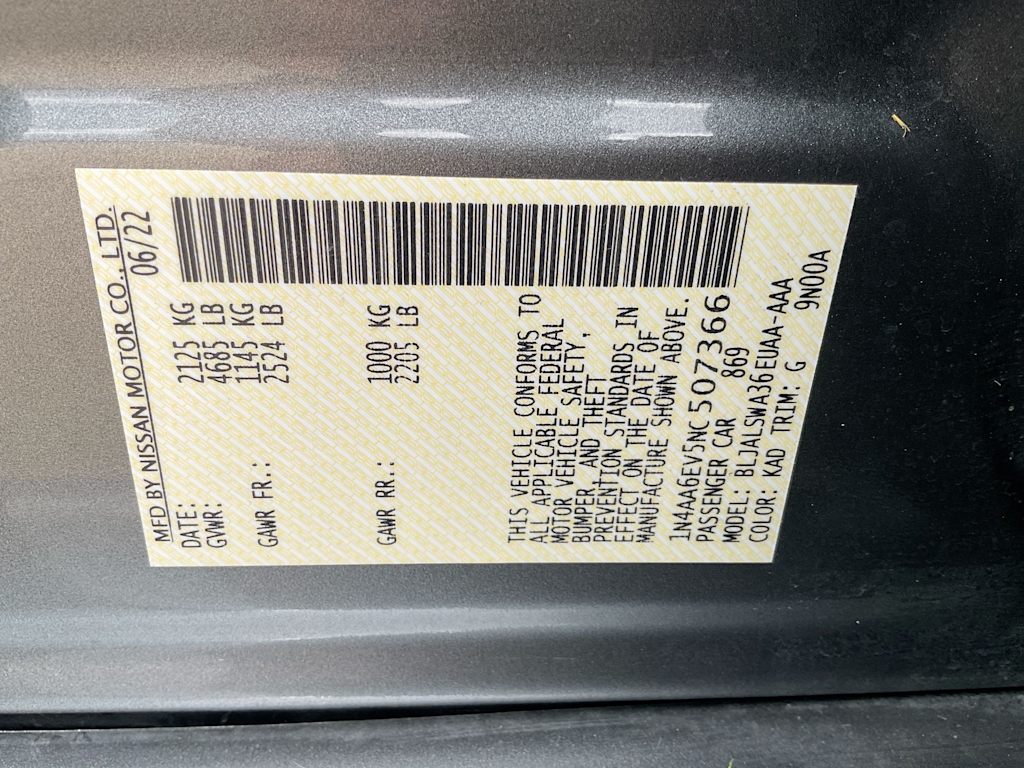 MFD BY NISSAN MOTOR CO., LTD.
DATE: 06/22
GVWR: 2125 KG
4685 LB
GAWR FR.: 1145 KG
2524 LB
GAWR RR.: 1000 KG
2205 LB
THIS VEHICLE CONFORMS TO
ALL APPLICABLE FEDERAL
MOTOR VEHICLE SAFETY,
BUMPER, AND THEFT
PREVENTION STANDARDS IN
EFFECT ON THE DATE OF
MANUFACTURE SHOWN ABOVE.
1N4AA6EV5NC507366
PASSENGER CAR 869
MODEL: BLJALSWA36EUAA-AAA
COLOR: KAD TRIM: G
9N00A